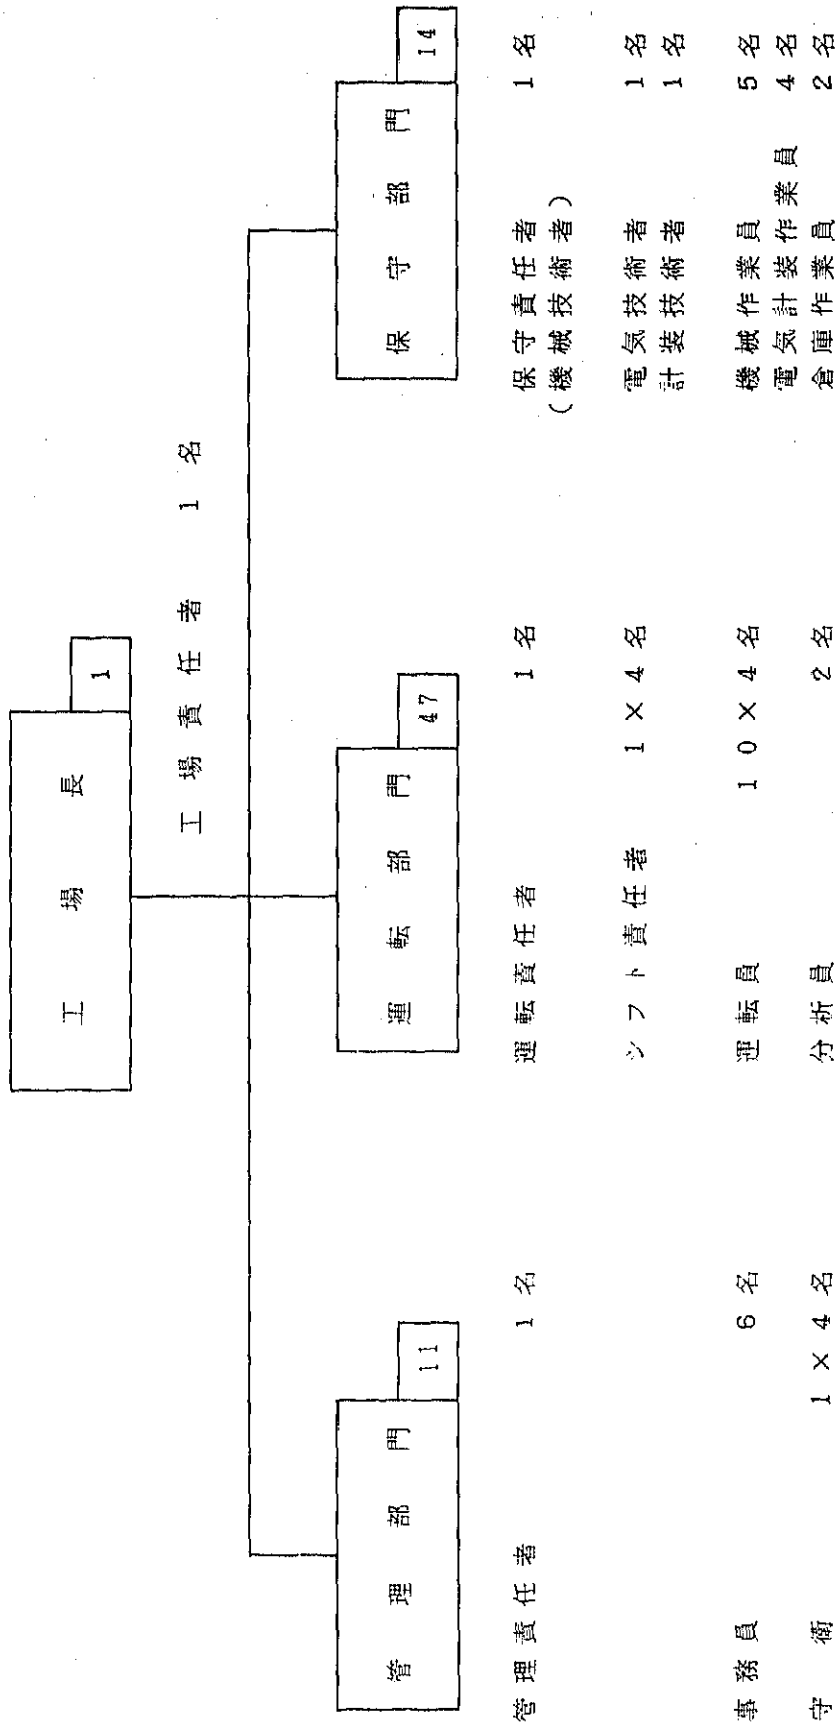 工場長
1
工場責任者 1名
管理部門
11
管理責任者 1名
事務員 6名
守衛 1×4名
運転部門
47
運転責任者 1名
シフト責任者 1×4名
運転員 10×4名
分析員 2名
保守部門
14
保守責任者 1名
(機械技術者)
電気技術者 1名
計装技術者 1名
機械作業員 5名
電気計装作業員 4名
倉庫作業員 2名